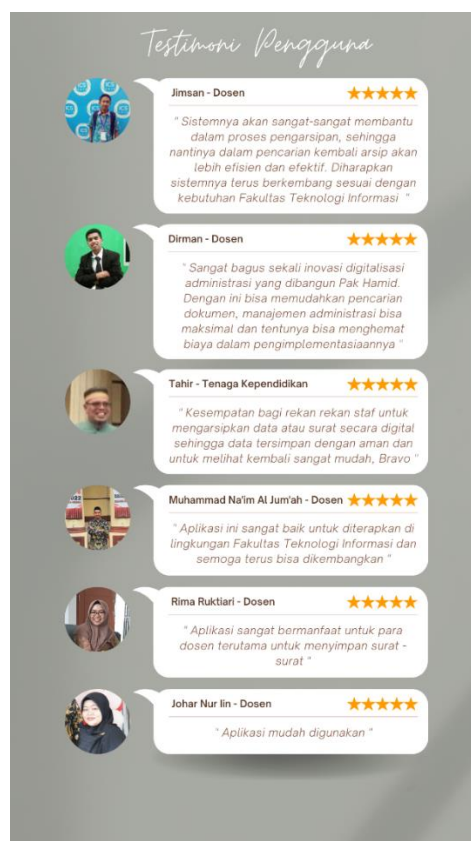 Testimoni Pengguna
Jimsan - Dosen
" Sistemnya akan sangat-sangat membantu
dalam proses pengarsipan, sehingga
nantinya dalam pencarian kembali arsip akan
lebih efisien dan efektif. Diharapkan
sistemnya terus berkembang sesuai dengan
kebutuhan Fakultas Teknologi Informasi "
Dirman - Dosen
" Sangat bagus sekali inovasi digitalisasi
administrasi yang dibangun Pak Hamid.
Dengan ini bisa memudahkan pencarian
dokumen, manajemen administrasi bisa
maksimal dan tentunya bisa menghemat
biaya dalam pengimplementasiaannya "
Tahir - Tenaga Kependidikan
" Kesempatan bagi rekan rekan staf untuk
mengarsipkan data atau surat secara digital
sehingga data tersimpan dengan aman dan
untuk melihat kembali sangat mudah, Bravo "
Muhammad Na'im Al Jum'ah - Dosen
" Aplikasi ini sangat baik untuk diterapkan di
lingkungan Fakultas Teknologi Informasi dan
semoga terus bisa dikembangkan "
Rima Ruktiari - Dosen
" Aplikasi sangat bermanfaat untuk para
dosen terutama untuk menyimpan surat -
surat "
Johar Nur Iin - Dosen
" Aplikasi mudah digunakan "